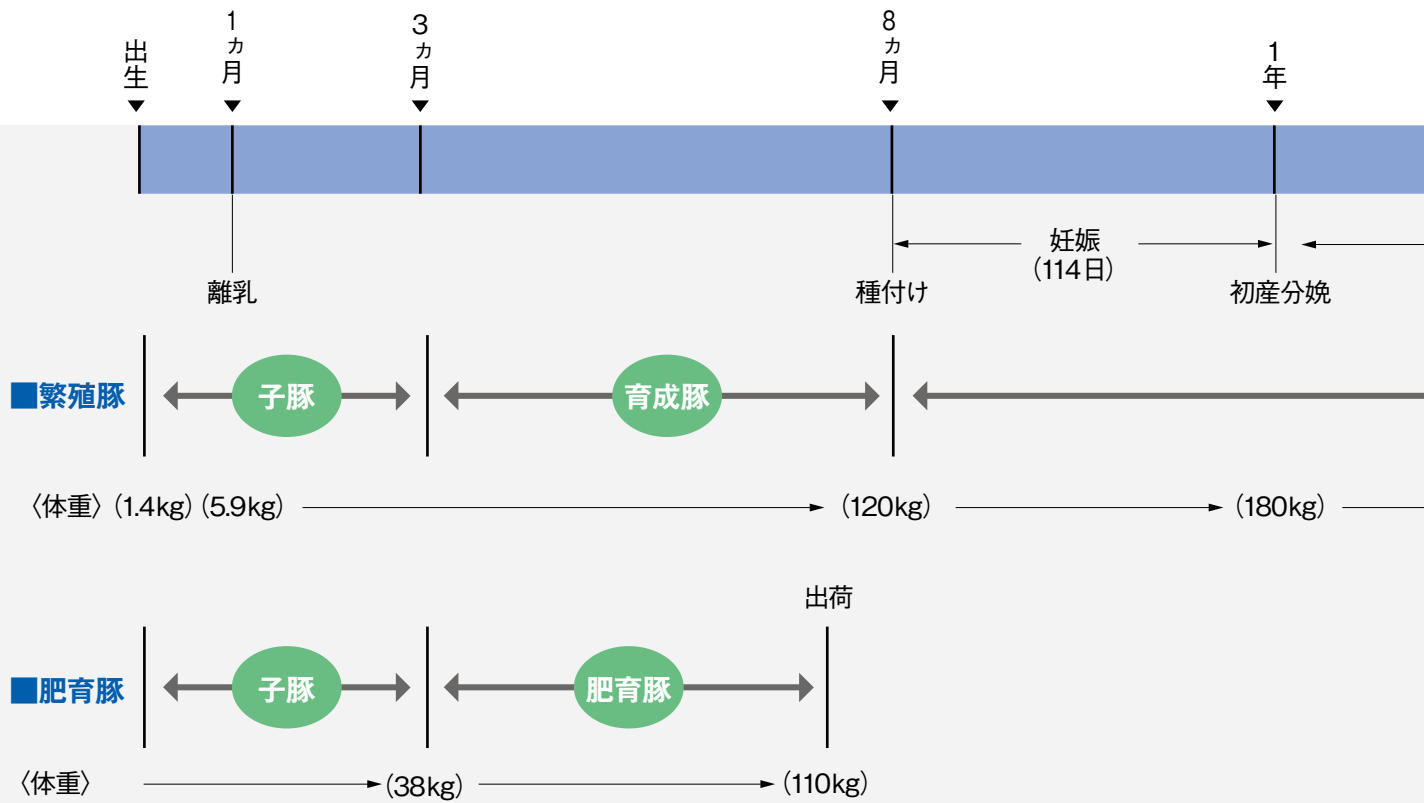 出生
1ヵ月
3ヵ月
8ヵ月
1年
離乳
種付け
妊娠
(114日)
初産分娩
■繁殖豚
子豚
育成豚
〈体重〉(1.4kg) (5.9kg) (120kg) (180kg)
出荷
■肥育豚
子豚
肥育豚
〈体重〉 (38kg) (110kg)